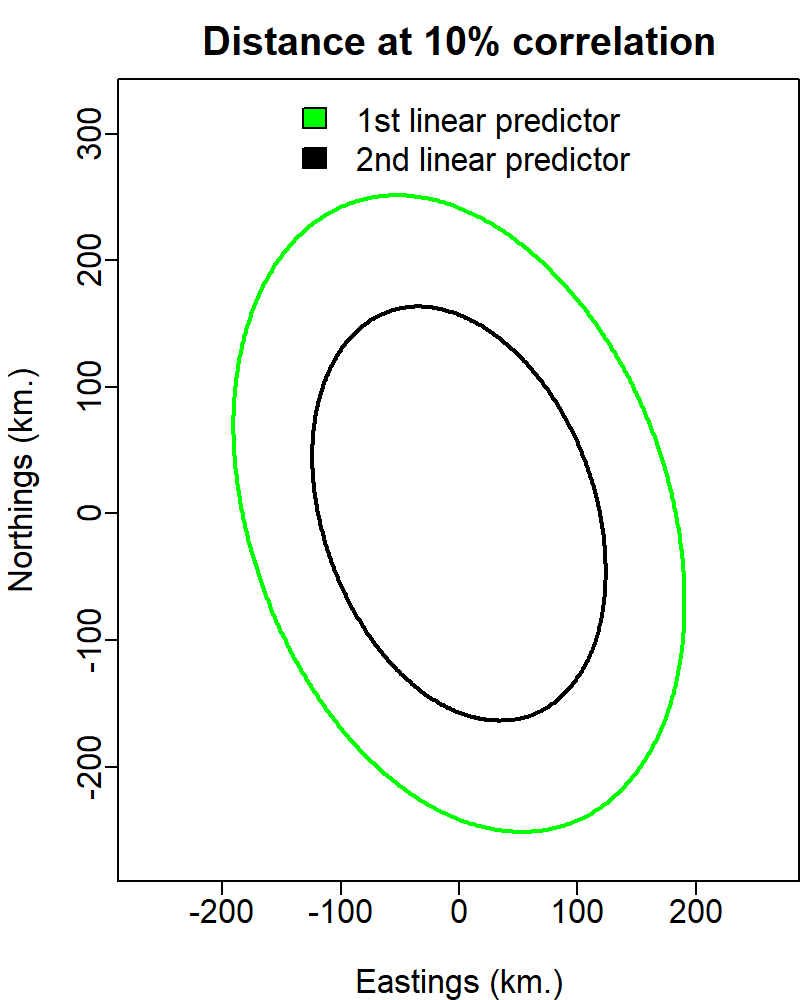 Distance at 10% correlation
1st linear predictor
2nd linear predictor
300
200
100
0
-100
-200
Northings (km.)
-200 -100 0 100 200
Eastings (km.)